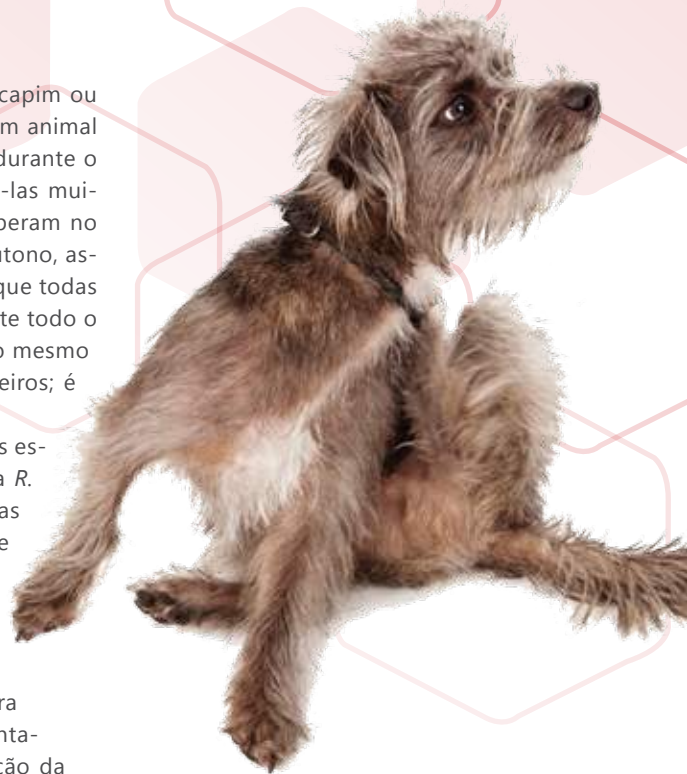 capim ou
m animal
durante o
-las mui-
peram no
utono, as-
que todas
te todo o
o mesmo
eiros; é
s es-
a R.
as
e
ra
nta-
ção da